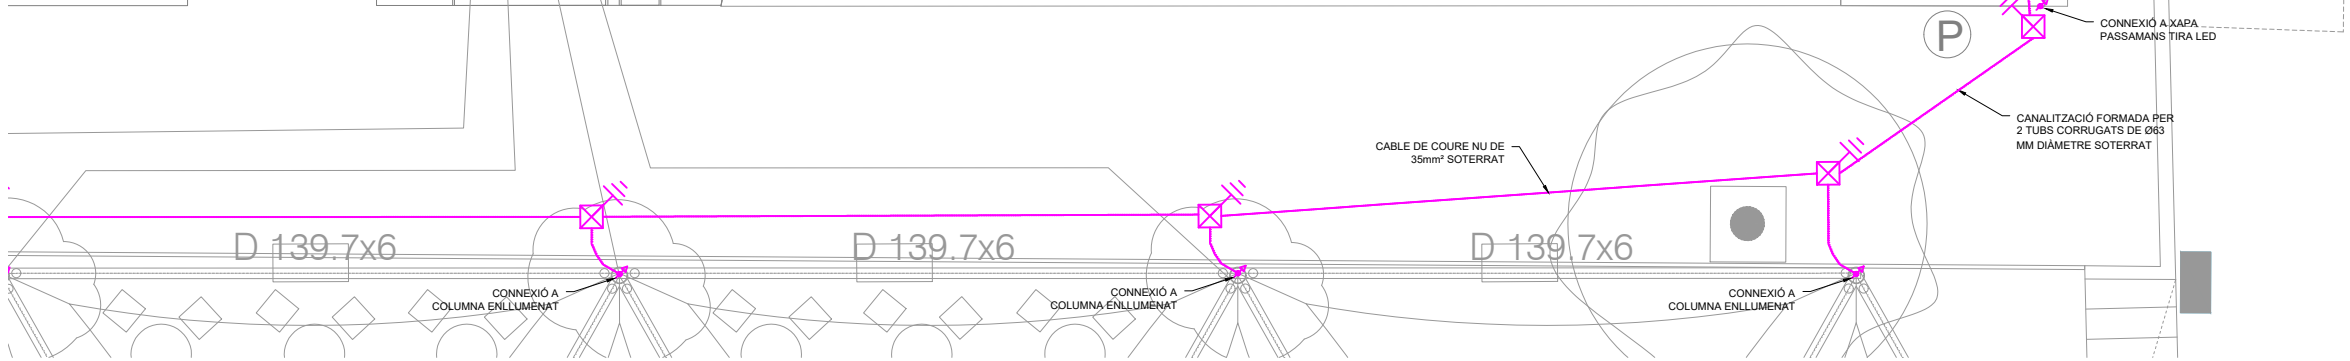 CONNEXIÓ A XAPA
PASSAMANS TIRA LED
P
CANALITZACIÓ FORMADA PER
2 TUBS CORRUGATS DE Ø63
MM DIÀMETRE SOTERRAT
CABLE DE COURE NU DE
35mm² SOTERRAT
D 139.7x6
D 139.7x6
D 139.7x6
CONNEXIÓ A
COLUMNA ENLLUMENAT
CONNEXIÓ A
COLUMNA ENLLUMENAT
CONNEXIÓ A
COLUMNA ENLLUMENAT